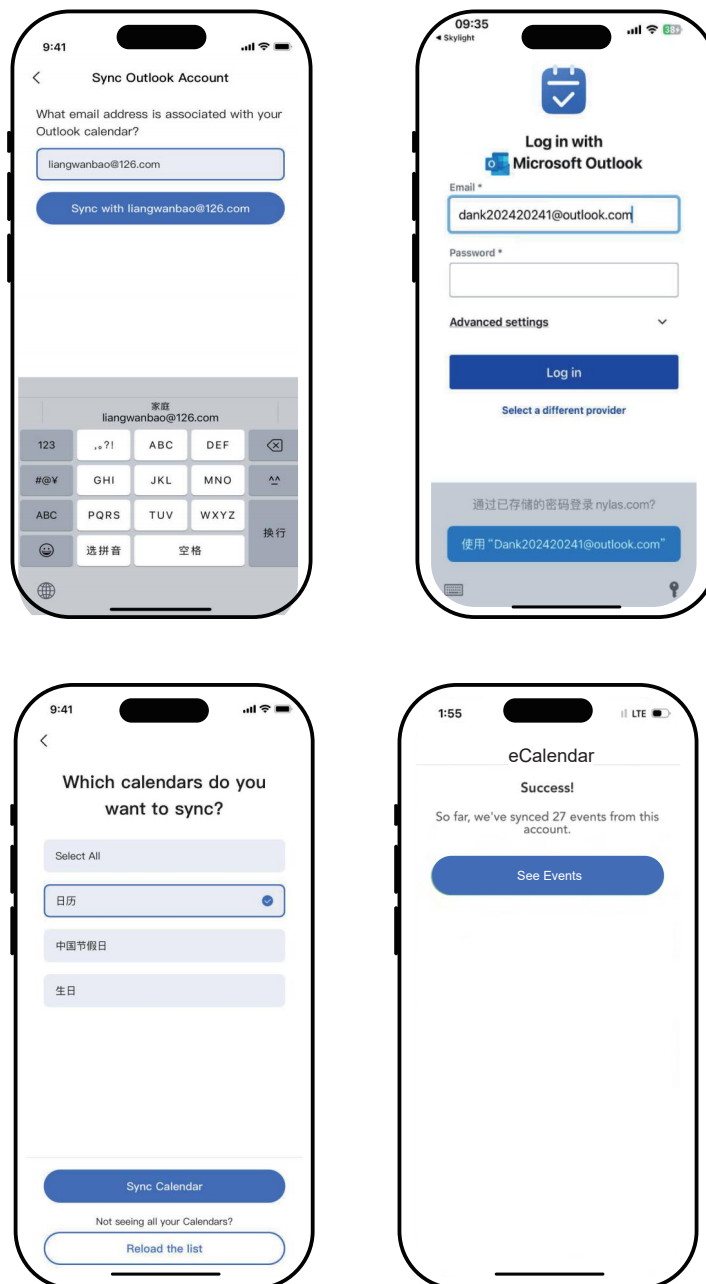 9:41
Sync Outlook Account
What email address is associated with your
Outlook calendar?
liangwanbao@126.com
Sync with liangwanbao@126.com
家庭
liangwanbao@126.com
123
,。?!
ABC
DEF
#@¥
GHI
JKL
MNO
^^
ABC
PQRS
TUV
WXYZ
换行
选拼音
空格
09:35
Skylight
Log in with
Microsoft Outlook
Email *
dank202420241@outlook.com
Password *
Advanced settings
Log in
Select a different provider
通过已存储的密码登录 nylas.com?
使用“Dank202420241@outlook.com”
9:41
Which calendars do you
want to sync?
Select All
日历
中国节假日
生日
Sync Calendar
Not seeing all your Calendars?
Reload the list
1:55
LTE
eCalendar
Success!
So far, we've synced 27 events from this
account.
See Events